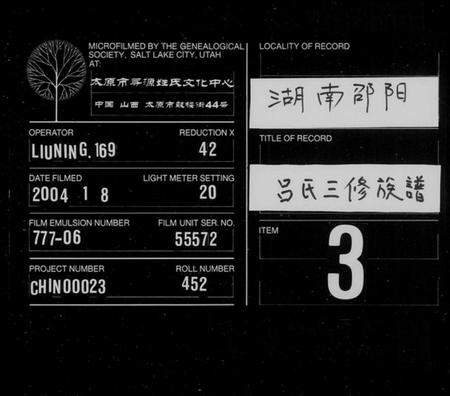 MICROFILMED BY THE GENEALOGICAL
SOCIETY, SALT LAKE CITY, UTAH
AT:
太原市寻源姓氏文化中心
中國 山西 太原市鼓楼街44号
OPERATOR
REDUCTION X
LIUNING.169
42
DATE FILMED
LIGHT METER SETTING
2004 1 8
20
FILM EMULSION NUMBER
FILM UNIT SER. NO.
777-06
55572
PROJECT NUMBER
ROLL NUMBER
CHIN00023
452
LOCALITY OF RECORD
湖南邵阳
TITLE OF RECORD
吕氏三修族譜
ITEM
3